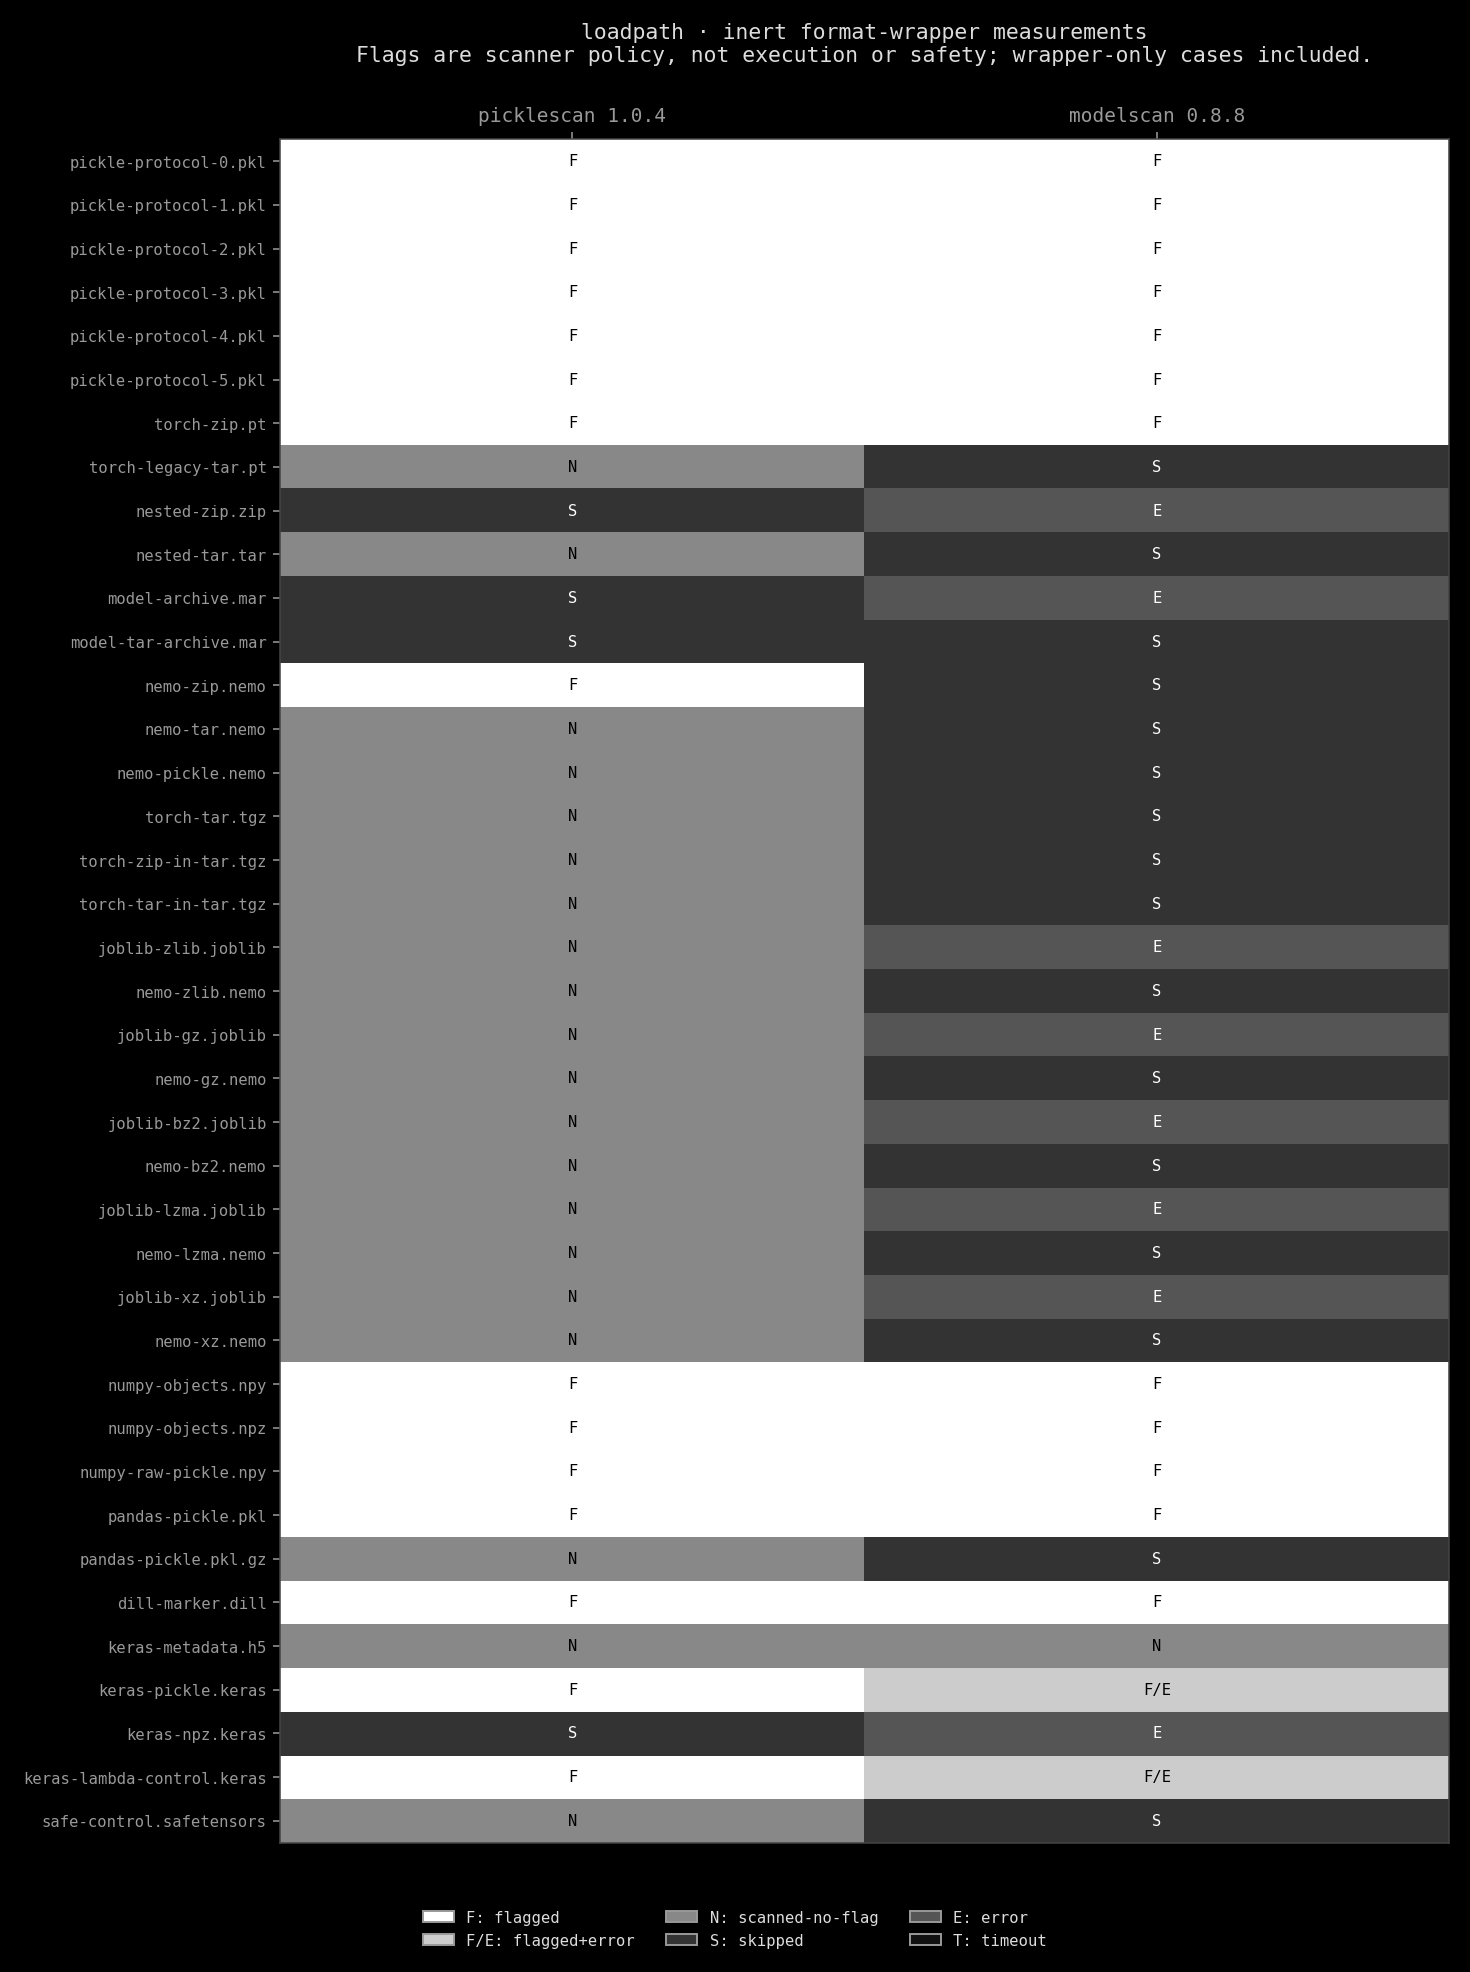 loadpath · inert format-wrapper measurements
Flags are scanner policy, not execution or safety; wrapper-only cases included.
picklescan 1.0.4 modelscan 0.8.8
pickle-protocol-0.pkl F F
pickle-protocol-1.pkl F F
pickle-protocol-2.pkl F F
pickle-protocol-3.pkl F F
pickle-protocol-4.pkl F F
pickle-protocol-5.pkl F F
torch-zip.pt F F
torch-legacy-tar.pt N S
nested-zip.zip S E
nested-tar.tar N S
model-archive.mar S E
model-tar-archive.mar S S
nemo-zip.nemo F S
nemo-tar.nemo N S
nemo-pickle.nemo N S
torch-tar.tgz N S
torch-zip-in-tar.tgz N S
torch-tar-in-tar.tgz N S
joblib-zlib.joblib N E
nemo-zlib.nemo N S
joblib-gz.joblib N E
nemo-gz.nemo N S
joblib-bz2.joblib N E
nemo-bz2.nemo N S
joblib-lzma.joblib N E
nemo-lzma.nemo N S
joblib-xz.joblib N E
nemo-xz.nemo N S
numpy-objects.npy F F
numpy-objects.npz F F
numpy-raw-pickle.npy F F
pandas-pickle.pkl F F
pandas-pickle.pkl.gz N S
dill-marker.dill F F
keras-metadata.h5 N N
keras-pickle.keras F F/E
keras-npz.keras S E
keras-lambda-control.keras F F/E
safe-control.safetensors N S
F: flagged N: scanned-no-flag E: error
F/E: flagged+error S: skipped T: timeout